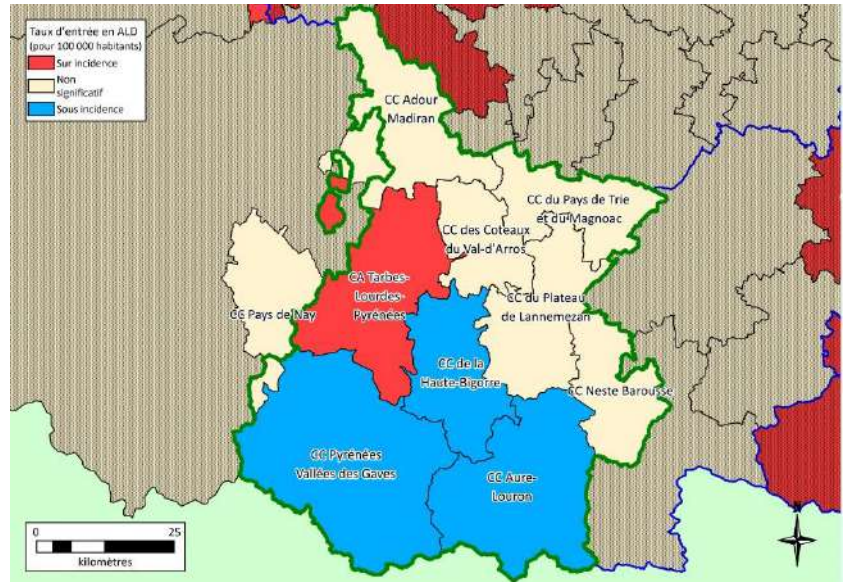 Taux d'entrée en ALD
(pour 100 000 habitants)
Sur incidence
Non
significatif
Sous incidence
CC Adour
Madiran
CC du Pays de Trie
et du Magnoac
CC des Coteaux
du Val-d'Arros
CA Tarbes-
Lourdes-
Pyrénées
CC Pays de Nay
CC du Plateau
de Lannemezan
CC de la
Haute-Bigorre
CC Neste Barousse
CC Pyrénées
Vallées des Gaves
CC Aure-
Louron
0 25
kilomètres
N